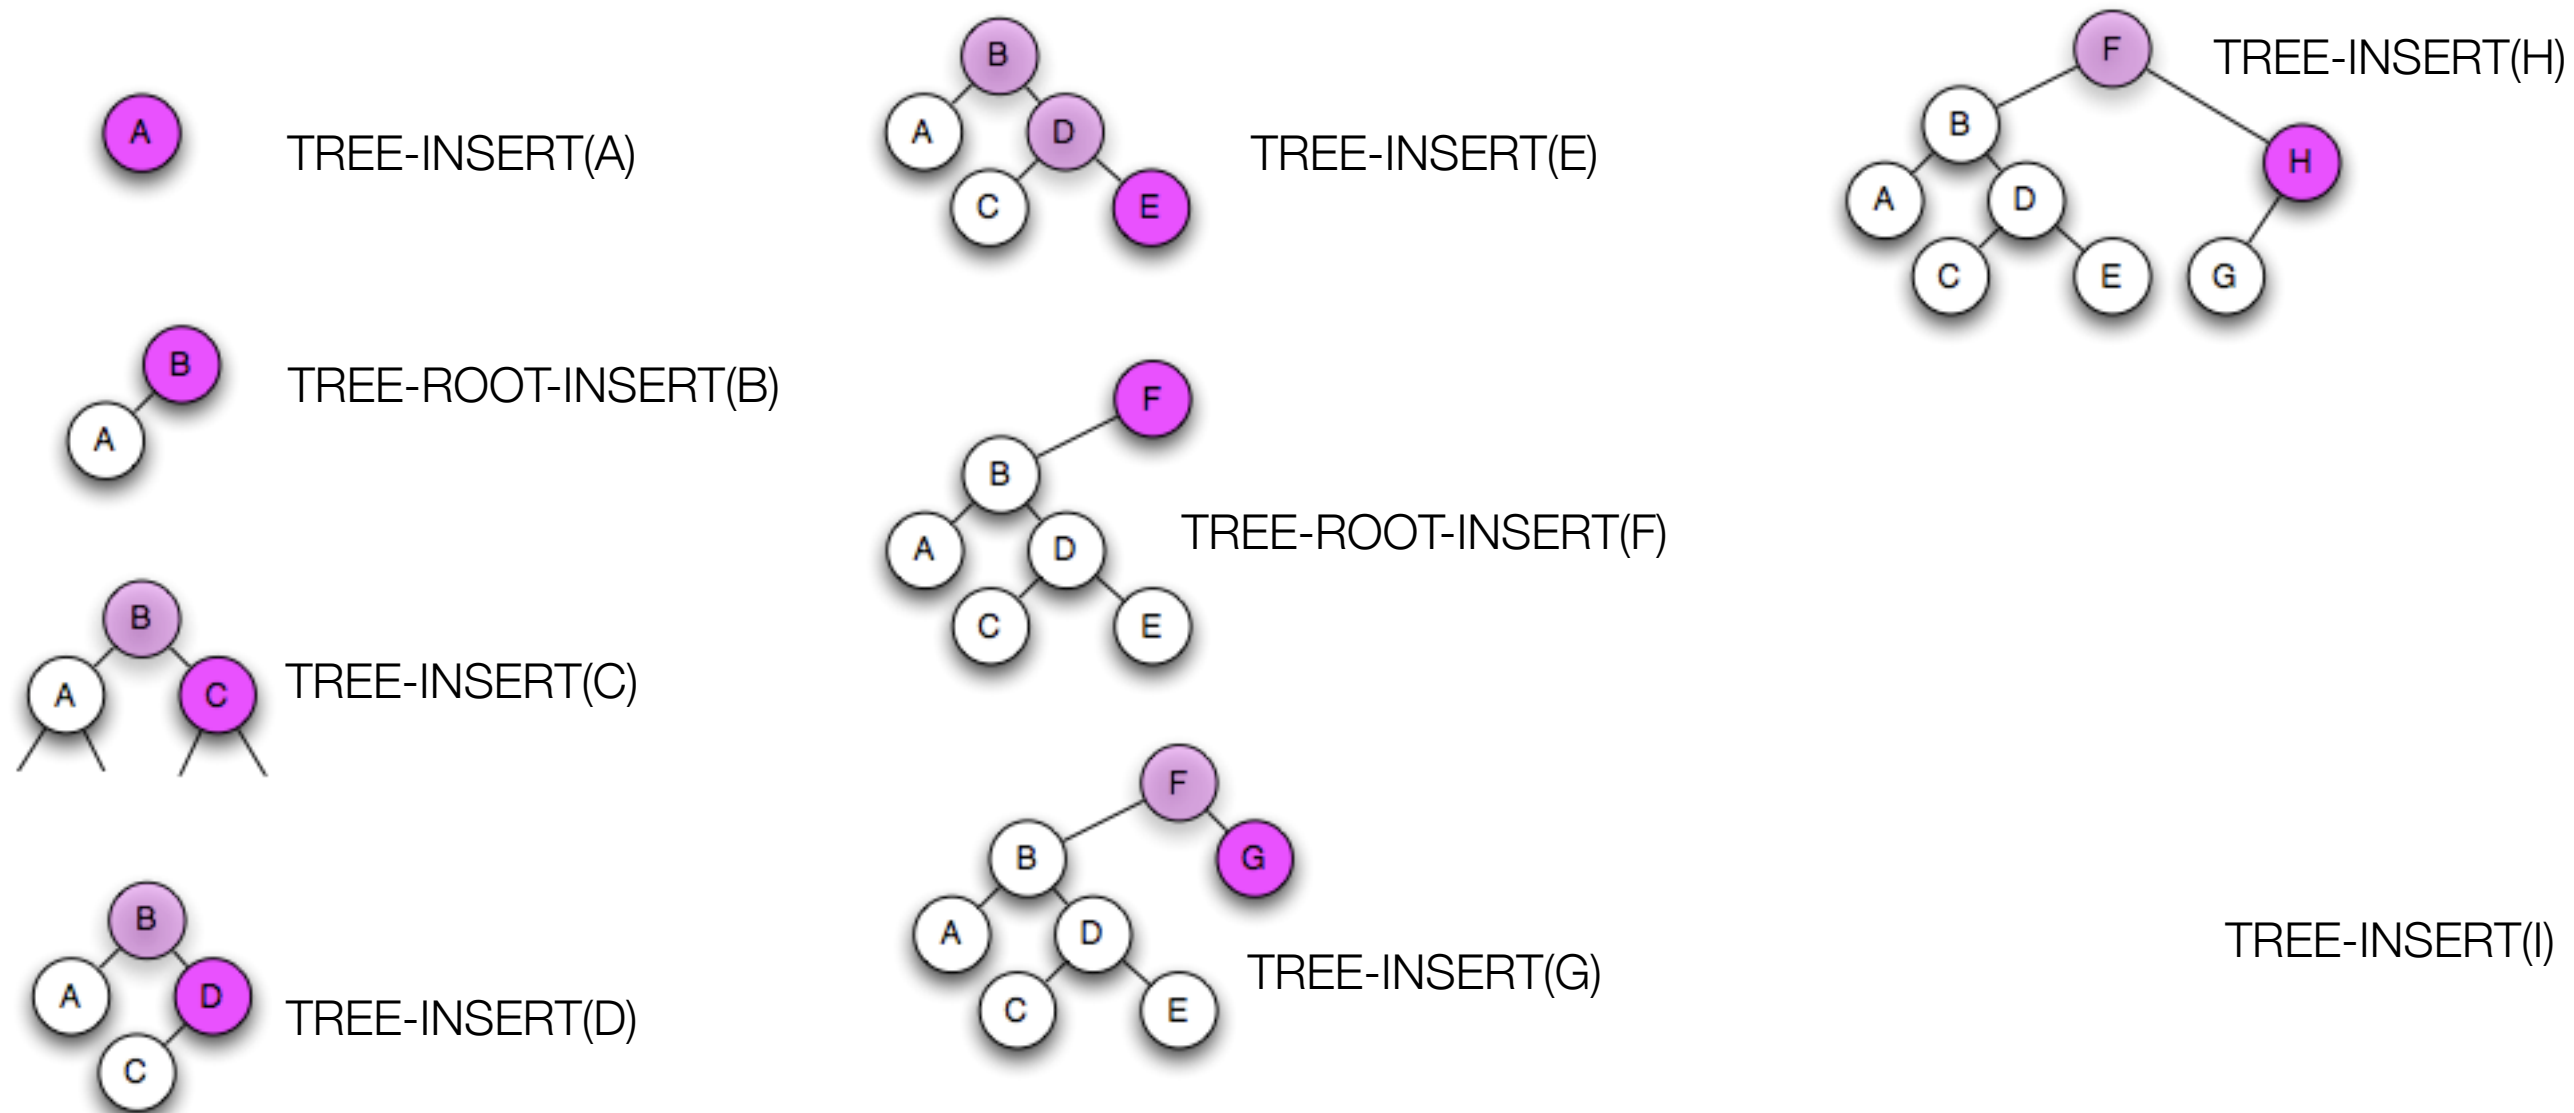 A
TREE-INSERT(A)
B
A
TREE-ROOT-INSERT(B)
B
A
C
TREE-INSERT(C)
B
A
D
C
TREE-INSERT(D)
B
A
D
C
E
TREE-INSERT(E)
F
B
A
D
C
E
TREE-ROOT-INSERT(F)
F
B
G
A
D
C
E
TREE-INSERT(G)
F
TREE-INSERT(H)
B
H
A
D
C
E
G
TREE-INSERT(I)